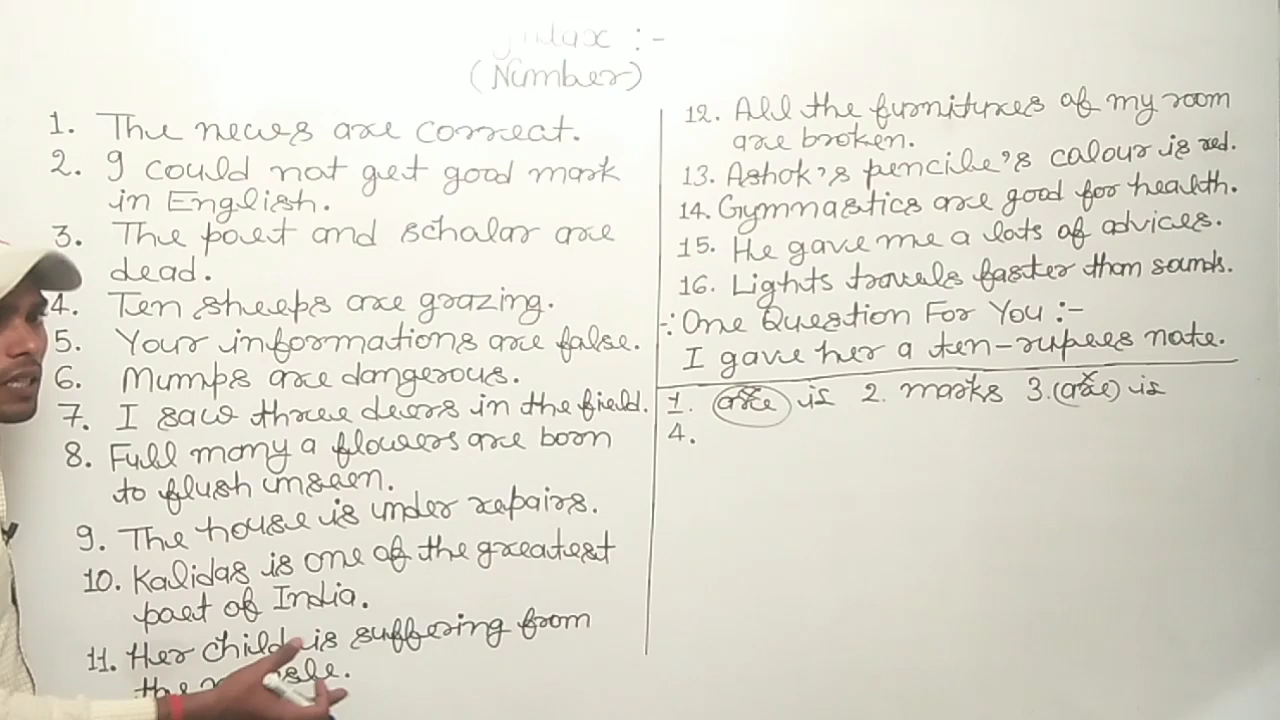 :-
(Number)
1. The news are correct.
2. I could not get good mark
in English.
3. The poet and scholar are
dead.
4. Ten sheeps are grazing.
5. Your informations are false.
6. Mumps are dangerous.
7. I saw three deers in the field.
8. Full many a flowers are born
to flush unseen.
9. The house is under repairs.
10. Kalidas is one of the greatest
poet of India.
11. Her child is suffering from
the
12. All the furnitures of my room
are broken.
13. Ashok's pencile's colour is red.
14. Gymnastics are good for health.
15. He gave me a lots of advices.
16. Lights travels faster than sounds.
One Question For You :-
I gave her a ten-rupees note.
1. are is 2. marks 3. (are) is
4.